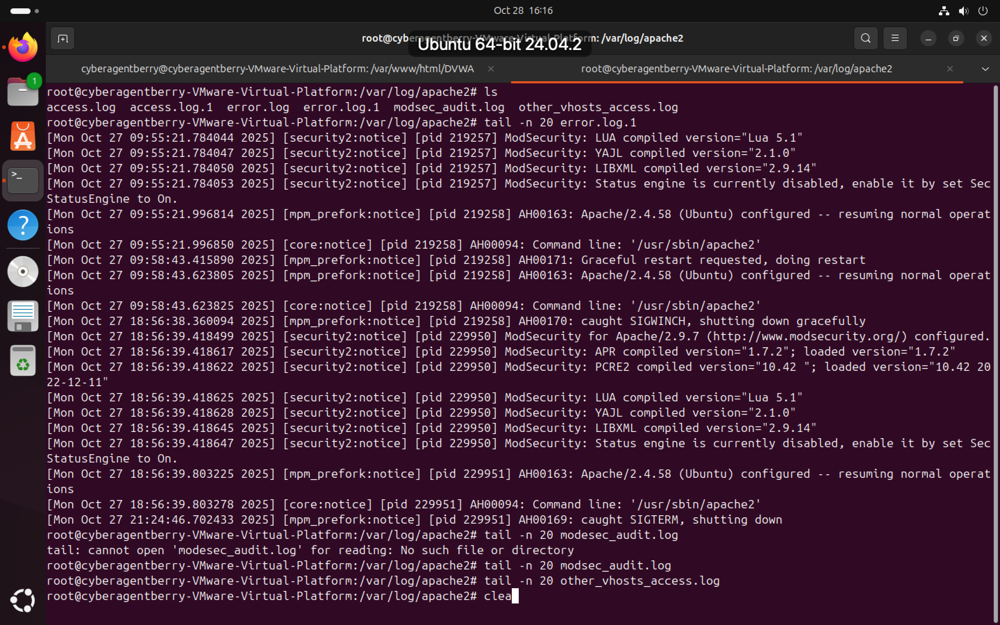 Oct 28 16:16
root@cyberagentberry-VMware-Virtual-Platform: /var/log/apache2
Ubuntu 64-bit 24.04.2
cyberagentberry@cyberagentberry-VMware-Virtual-Platform: /var/www/html/DVWA
root@cyberagentberry-VMware-Virtual-Platform: /var/log/apache2
1
root@cyberagentberry-VMware-Virtual-Platform:/var/log/apache2# ls
access.log  access.log.1  error.log  error.log.1  modsec_audit.log  other_vhosts_access.log
root@cyberagentberry-VMware-Virtual-Platform:/var/log/apache2# tail -n 20 error.log.1
[Mon Oct 27 09:55:21.784044 2025] [security2:notice] [pid 219257] ModSecurity: LUA compiled version="Lua 5.1"
[Mon Oct 27 09:55:21.784047 2025] [security2:notice] [pid 219257] ModSecurity: YAJL compiled version="2.1.0"
[Mon Oct 27 09:55:21.784050 2025] [security2:notice] [pid 219257] ModSecurity: LIBXML compiled version="2.9.14"
[Mon Oct 27 09:55:21.784053 2025] [security2:notice] [pid 219257] ModSecurity: Status engine is currently disabled, enable it by set Sec
StatusEngine to On.
[Mon Oct 27 09:55:21.996814 2025] [mpm_prefork:notice] [pid 219258] AH00163: Apache/2.4.58 (Ubuntu) configured -- resuming normal operat
ions
[Mon Oct 27 09:55:21.996850 2025] [core:notice] [pid 219258] AH00094: Command line: '/usr/sbin/apache2'
[Mon Oct 27 09:58:43.415890 2025] [mpm_prefork:notice] [pid 219258] AH00171: Graceful restart requested, doing restart
[Mon Oct 27 09:58:43.623805 2025] [mpm_prefork:notice] [pid 219258] AH00163: Apache/2.4.58 (Ubuntu) configured -- resuming normal operat
ions
[Mon Oct 27 09:58:43.623825 2025] [core:notice] [pid 219258] AH00094: Command line: '/usr/sbin/apache2'
[Mon Oct 27 18:56:38.360094 2025] [mpm_prefork:notice] [pid 219258] AH00170: caught SIGWINCH, shutting down gracefully
[Mon Oct 27 18:56:39.418499 2025] [security2:notice] [pid 229950] ModSecurity for Apache/2.9.7 (http://www.modsecurity.org/) configured.
[Mon Oct 27 18:56:39.418617 2025] [security2:notice] [pid 229950] ModSecurity: APR compiled version="1.7.2"; loaded version="1.7.2"
[Mon Oct 27 18:56:39.418622 2025] [security2:notice] [pid 229950] ModSecurity: PCRE2 compiled version="10.42 "; loaded version="10.42 20
22-12-11"
[Mon Oct 27 18:56:39.418625 2025] [security2:notice] [pid 229950] ModSecurity: LUA compiled version="Lua 5.1"
[Mon Oct 27 18:56:39.418628 2025] [security2:notice] [pid 229950] ModSecurity: YAJL compiled version="2.1.0"
[Mon Oct 27 18:56:39.418645 2025] [security2:notice] [pid 229950] ModSecurity: LIBXML compiled version="2.9.14"
[Mon Oct 27 18:56:39.418647 2025] [security2:notice] [pid 229950] ModSecurity: Status engine is currently disabled, enable it by set Sec
StatusEngine to On.
[Mon Oct 27 18:56:39.803225 2025] [mpm_prefork:notice] [pid 229951] AH00163: Apache/2.4.58 (Ubuntu) configured -- resuming normal operat
ions
[Mon Oct 27 18:56:39.803278 2025] [core:notice] [pid 229951] AH00094: Command line: '/usr/sbin/apache2'
[Mon Oct 27 21:24:46.702433 2025] [mpm_prefork:notice] [pid 229951] AH00169: caught SIGTERM, shutting down
root@cyberagentberry-VMware-Virtual-Platform:/var/log/apache2# tail -n 20 modesec_audit.log
tail: cannot open 'modesec_audit.log' for reading: No such file or directory
root@cyberagentberry-VMware-Virtual-Platform:/var/log/apache2# tail -n 20 modsec_audit.log
root@cyberagentberry-VMware-Virtual-Platform:/var/log/apache2# tail -n 20 other_vhosts_access.log
root@cyberagentberry-VMware-Virtual-Platform:/var/log/apache2# clea